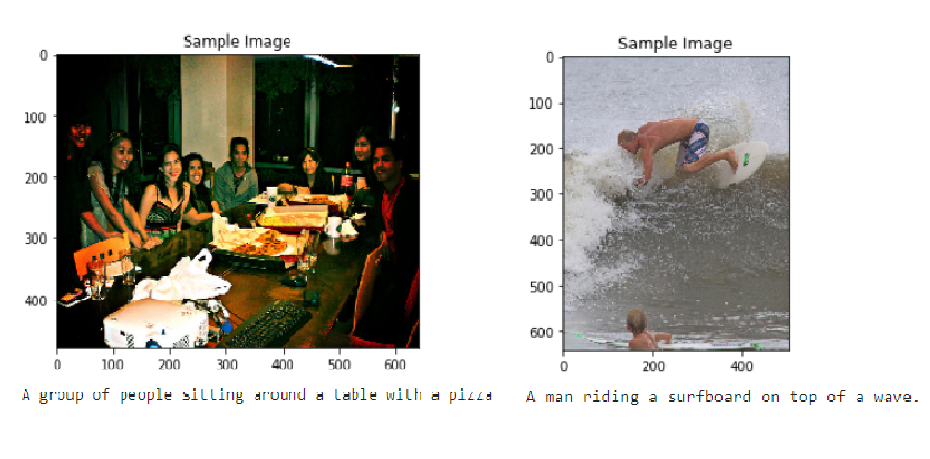 Sample Image
0
100
200
300
400
0 100 200 300 400 500 600
A group of people sitting around a table with a pizza
Sample Image
0
100
200
300
400
500
600
0 200 400
A man riding a surfboard on top of a wave.